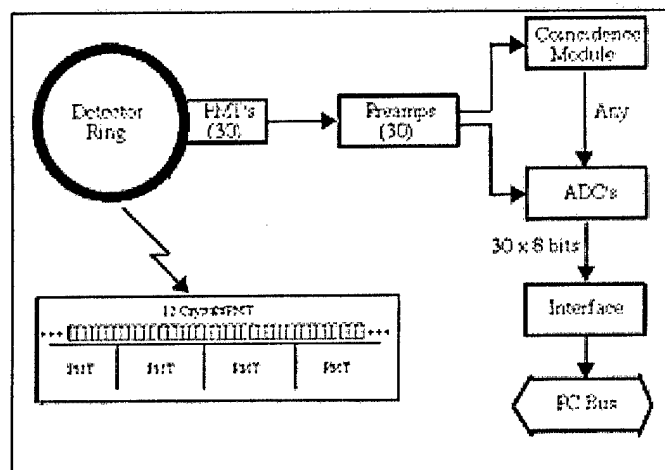 Detector
Ring
PMT's
(30)
Preamps
(30)
Coincidence
Module
Any
ADC's
30 x 8 bits
Interface
PC Bus
12 Crystals/PMT
+++ +++
PMT PMT PMT PMT